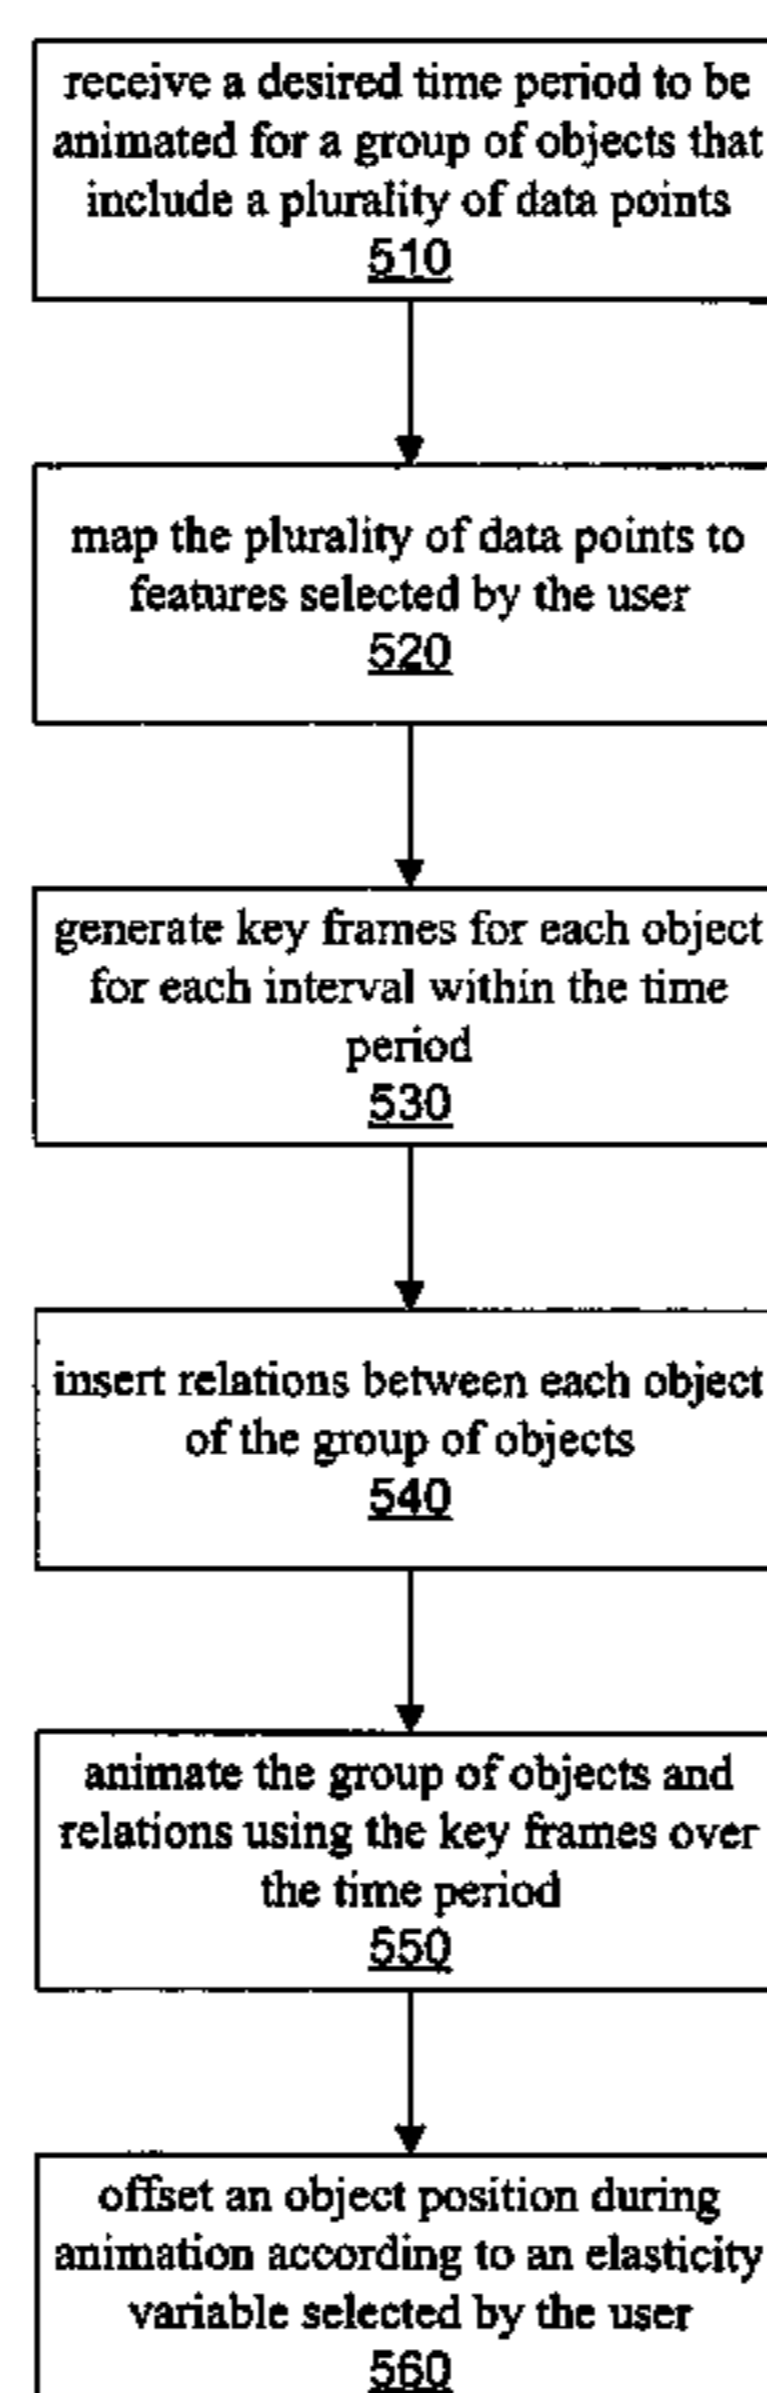 receive a desired time period to be
animated for a group of objects that
include a plurality of data points
510
map the plurality of data points to
features selected by the user
520
generate key frames for each object
for each interval within the time
period
530
insert relations between each object
of the group of objects
540
animate the group of objects and
relations using the key frames over
the time period
550
offset an object position during
animation according to an elasticity
variable selected by the user
560